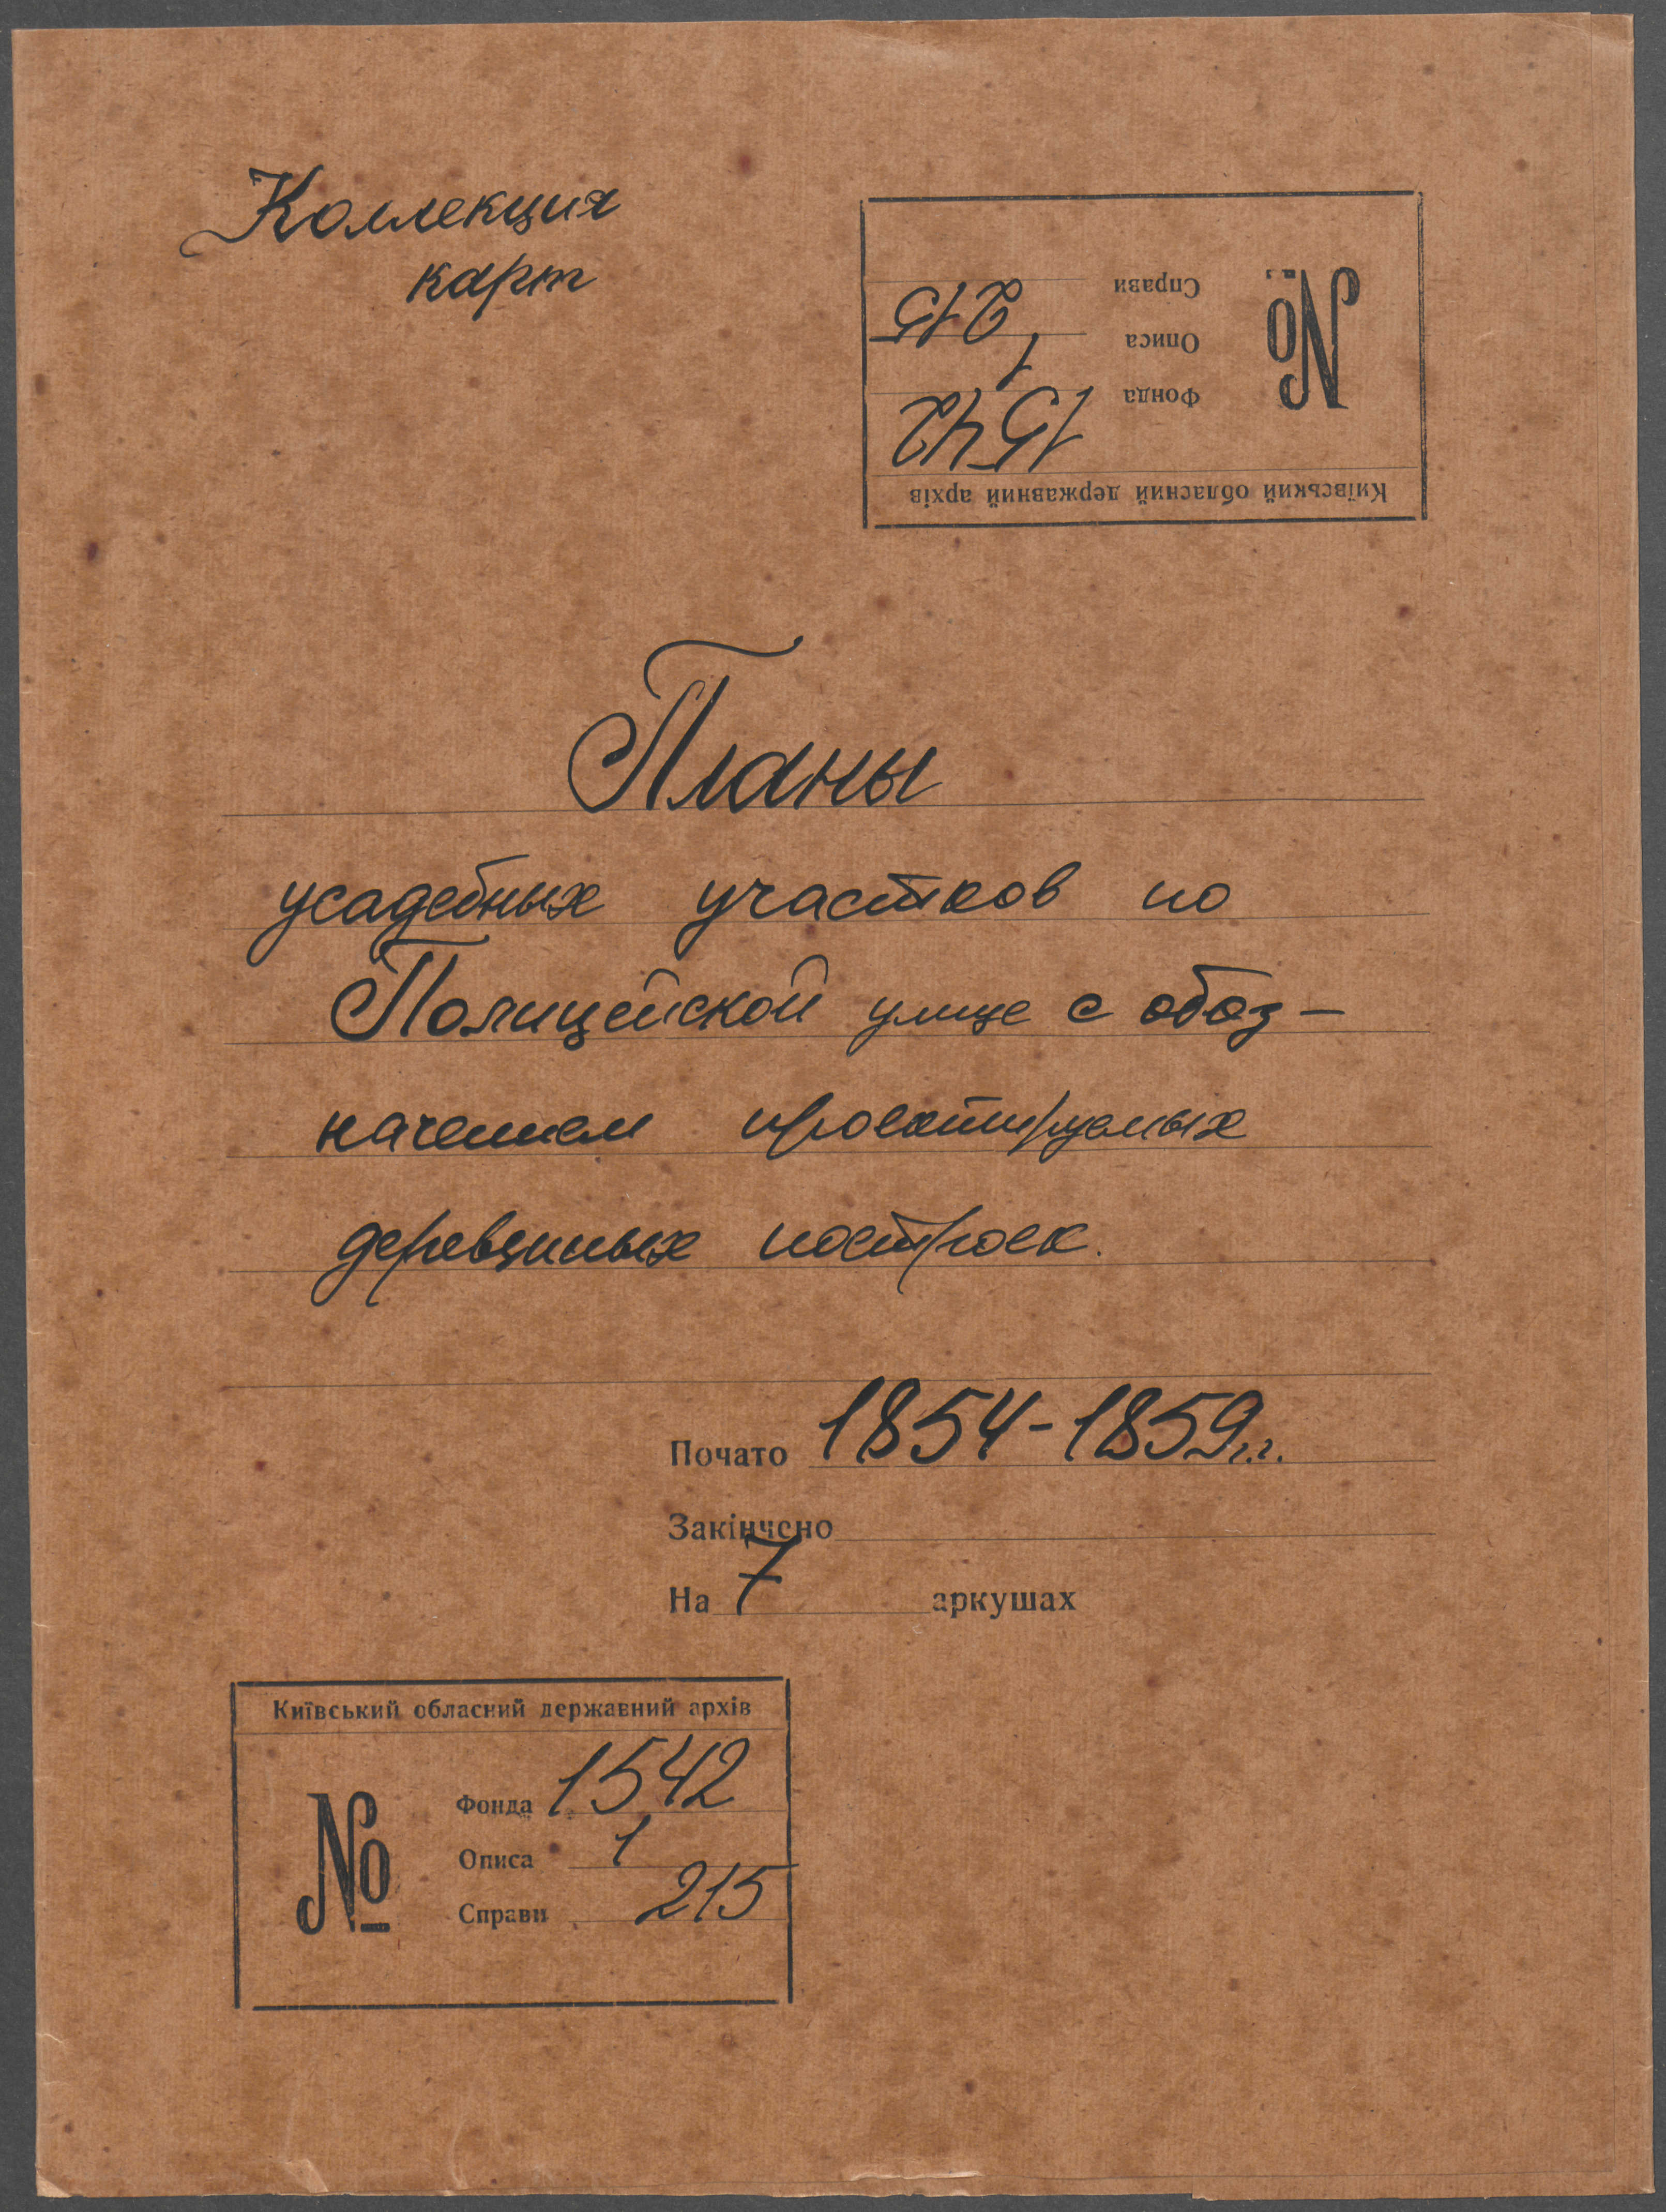 Коллекция
карт
Київський обласний державний архів
№
Фонда 1542
Описа 1
Справи 215
Планы
усадебных участков по
Полицейской улице с обоз-
начением проектируемых
деревянных построек.
Почато 1854-1859г.г.
Закінчено
На 7 аркушах
Київський обласний державний архів
№
Фонда 1542
Описа 1
Справи 215